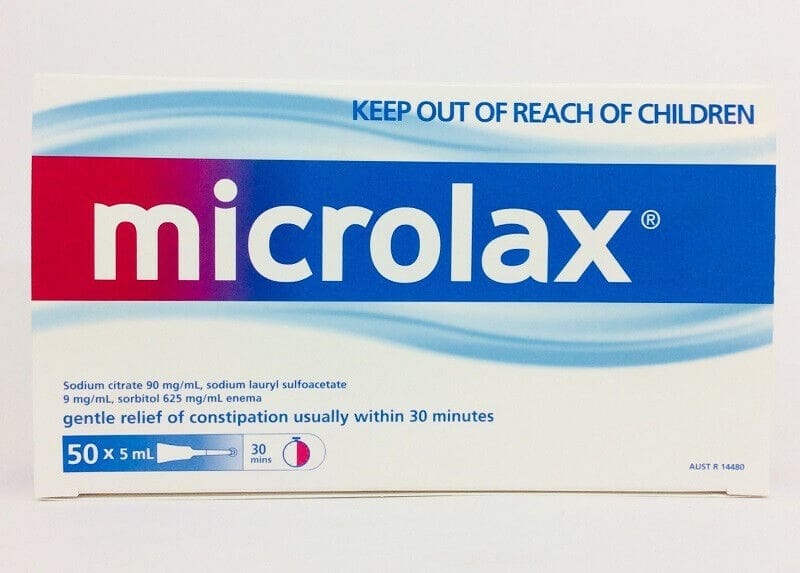 KEEP OUT OF REACH OF CHILDREN
microlax®
Sodium citrate 90 mg/mL, sodium lauryl sulfoacetate
9 mg/mL, sorbitol 625 mg/mL enema
gentle relief of constipation usually within 30 minutes
50 x 5 mL
30
mins
AUST R 14480